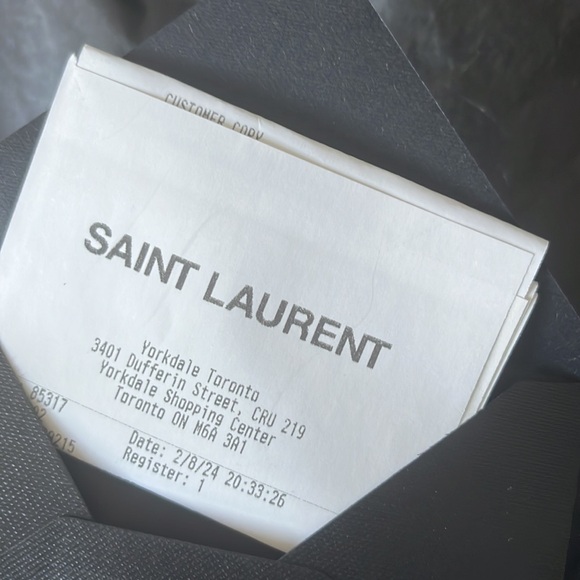 CUSTOMER COPY
SAINT LAURENT
Yorkdale Toronto
3401 Dufferin Street, CRU 219
Yorkdale Shopping Center
Toronto ON M6A 3A1
85317
Date: 2/8/24 20:33:26
Register: 1